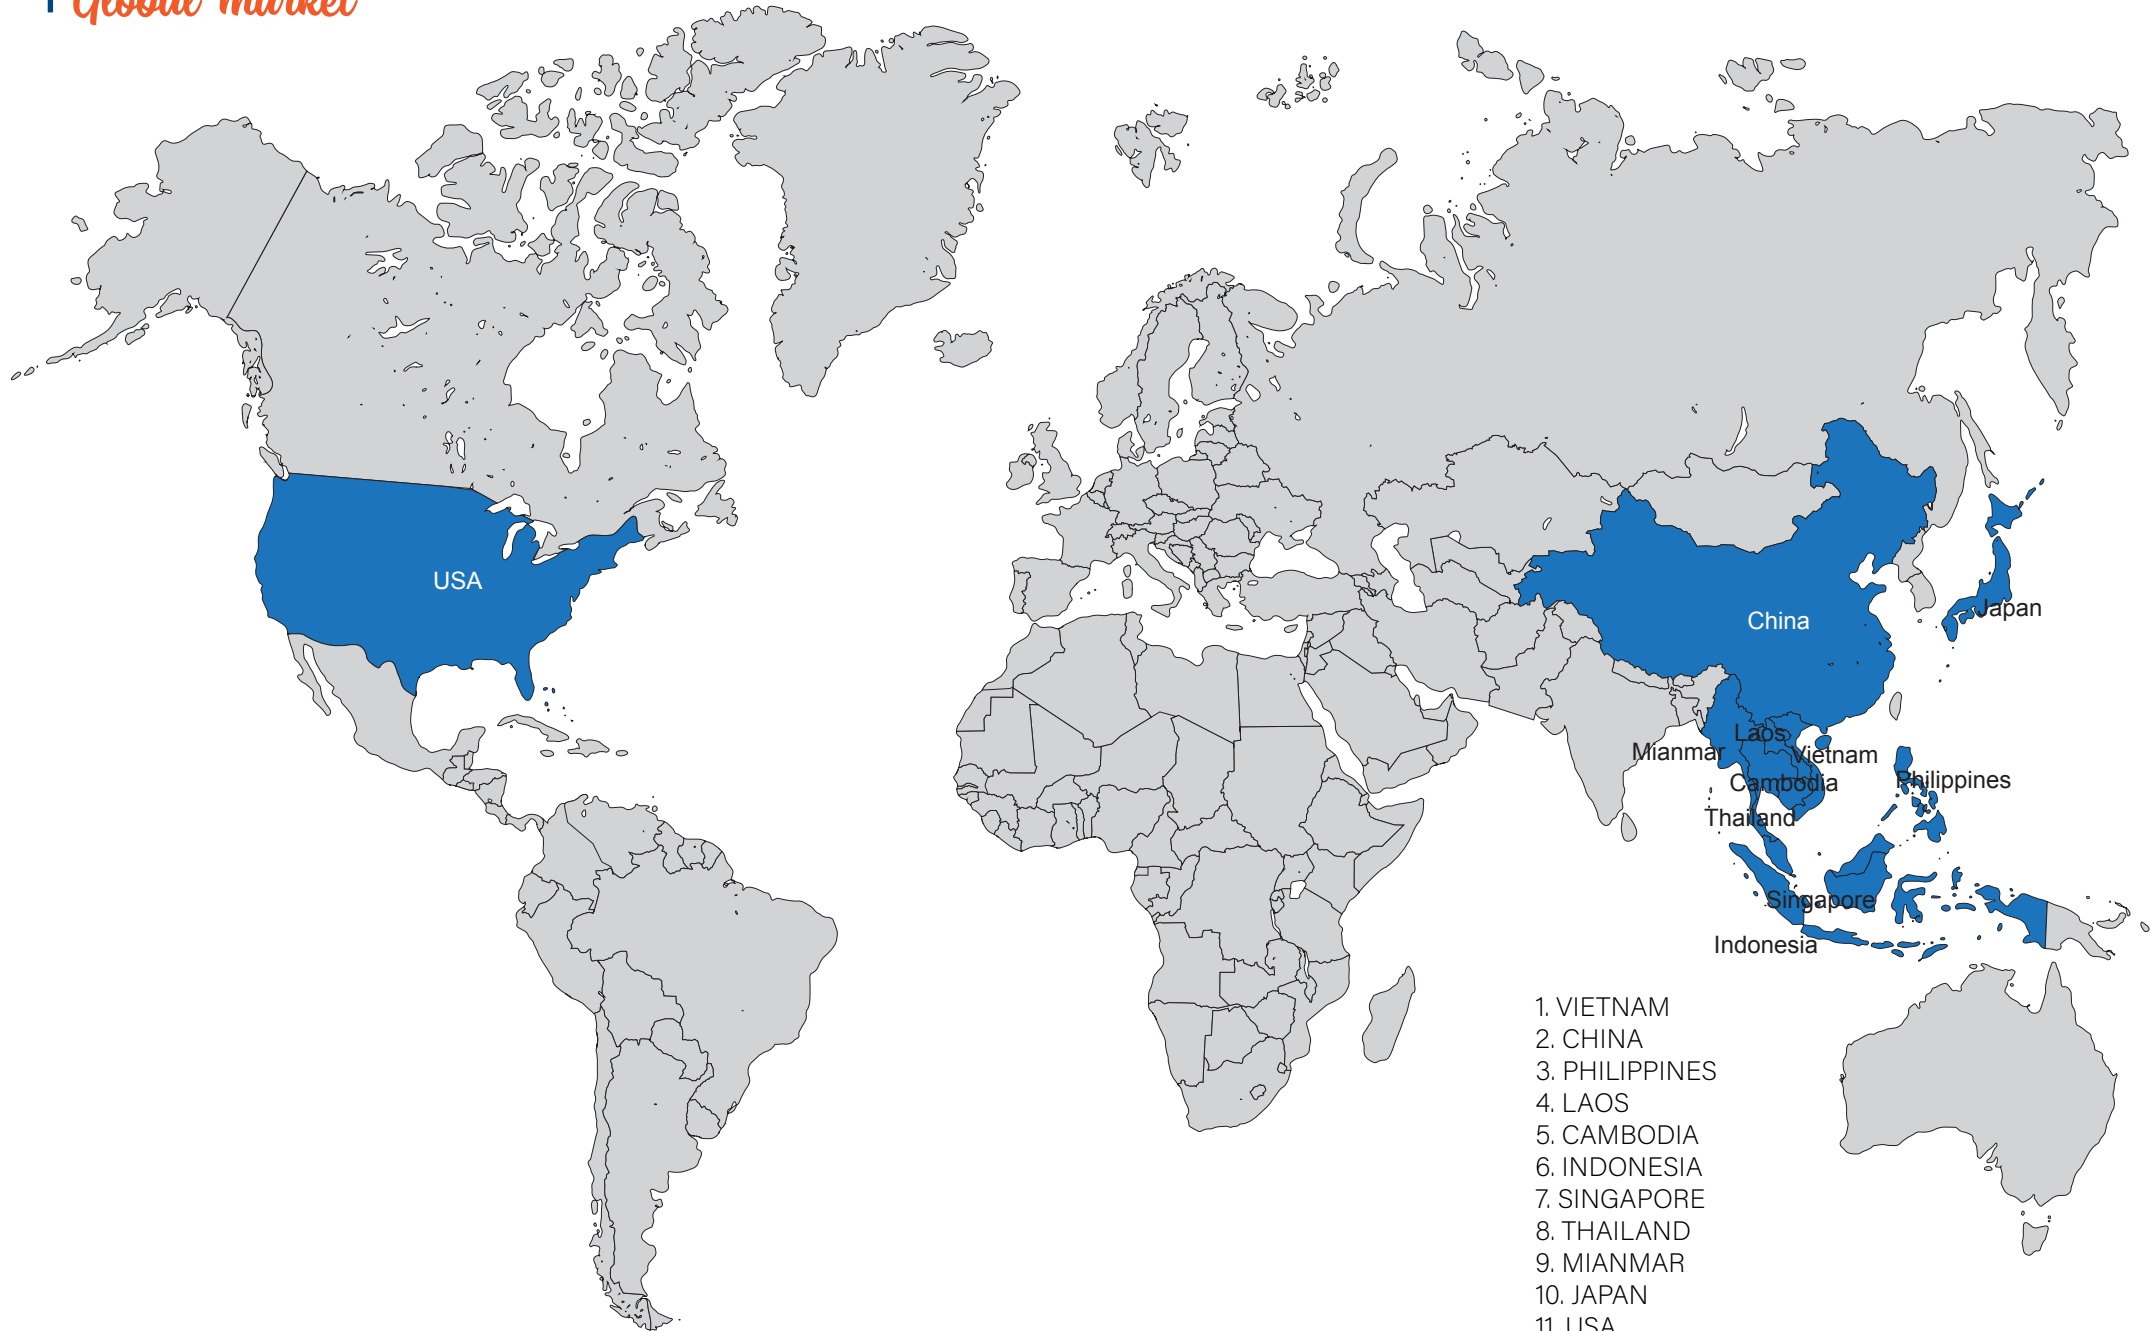 Global Market
USA
China
Japan
Laos
Mianmar
Vietnam
Cambodia
Philippines
Thailand
Singapore
Indonesia
1. VIETNAM
2. CHINA
3. PHILIPPINES
4. LAOS
5. CAMBODIA
6. INDONESIA
7. SINGAPORE
8. THAILAND
9. MIANMAR
10. JAPAN
11. USA